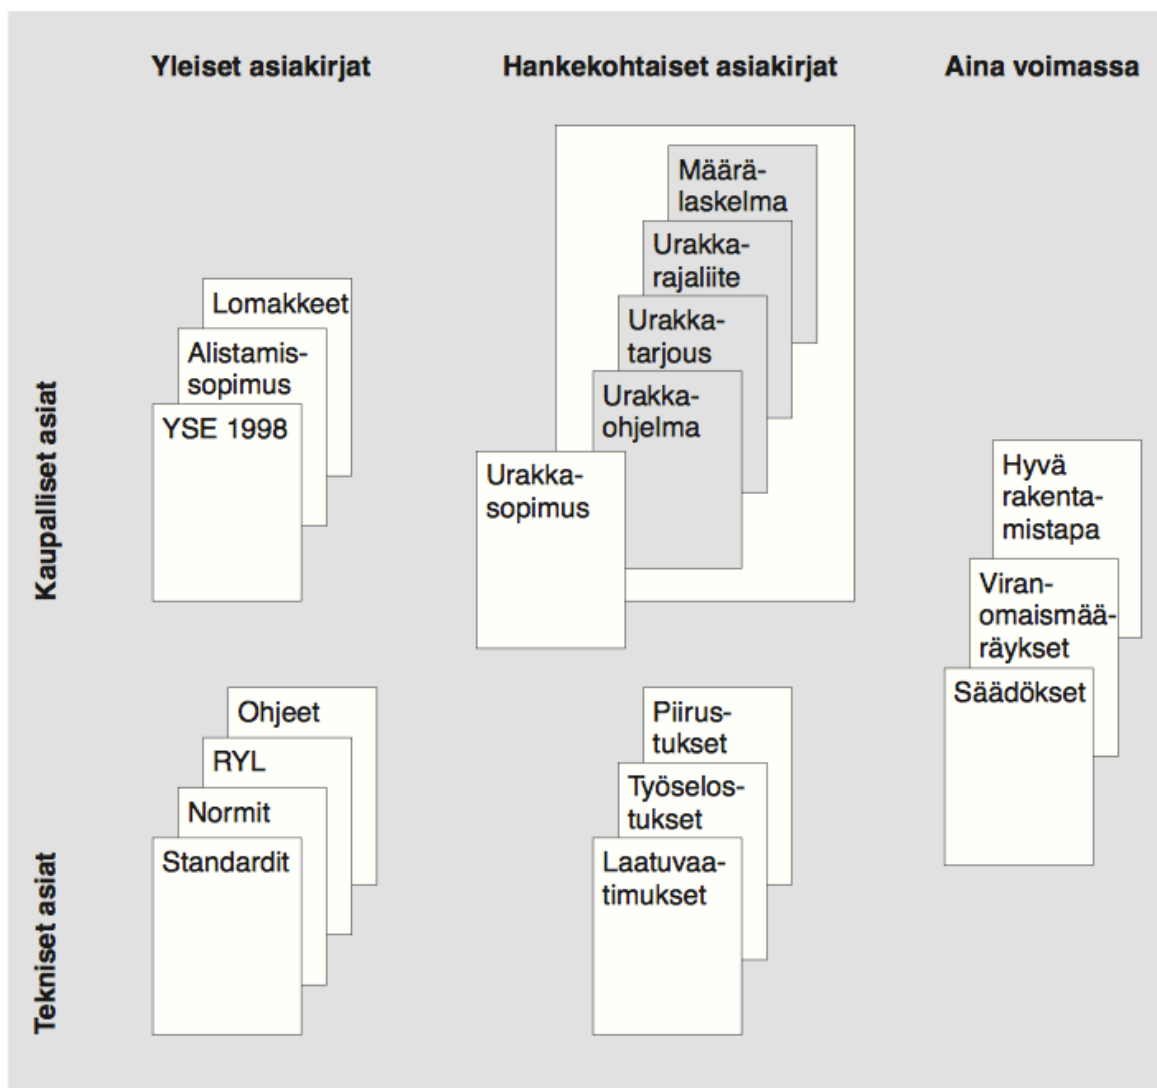 Yleiset asiakirjat
Hankekohtaiset asiakirjat
Aina voimassa
Kaupalliset asiat
Lomakkeet
Alistamis-
sopimus
YSE 1998
Määrä-
laskelma
Urakka-
rajaliite
Urakka-
tarjous
Urakka-
ohjelma
Urakka-
sopimus
Hyvä
rakenta-
mistapa
Viran-
omaismää-
räykset
Säädökset
Tekniset asiat
Ohjeet
RYL
Normit
Standardit
Piirus-
tukset
Työselos-
tukset
Laatuvaa-
timukset